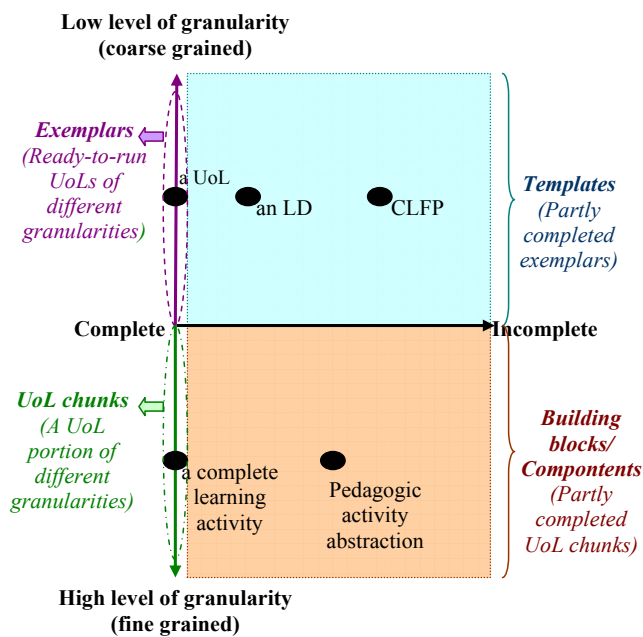 Low level of granularity
(coarse grained)
Exemplars
(Ready-to-run
UoLs of
different
granularities)
a UoL
an LD
CLFP
Templates
(Partly
completed
exemplars)
Complete
Incomplete
UoL chunks
(A UoL
portion of
different
granularities)
a complete
learning
activity
Pedagogic
activity
abstraction
Building
blocks/
Compontents
(Partly
completed
UoL chunks)
High level of granularity
(fine grained)